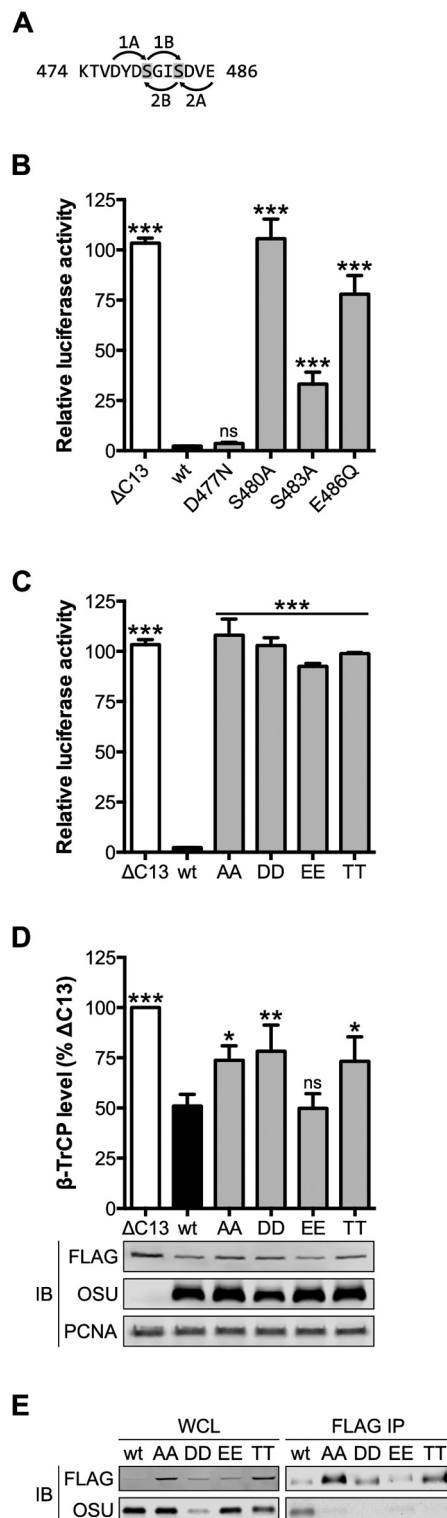 A
1A 1B
474 KTVDYDSGISDVE 486
2B 2A
B
Relative luciferase activity
125
100
75
50
25
0
***
ns
***
***
***
ΔC13
wt
D477N
S480A
S483A
E486Q
C
Relative luciferase activity
125
100
75
50
25
0
***
***
ΔC13 wt AA DD EE TT
D
β-TrCP level (% ΔC13)
125
100
75
50
25
0
***
*
**
ns
*
ΔC13 wt AA DD EE TT
IB
FLAG
OSU
PCNA
E
WCL FLAG IP
wt AA DD EE TT wt AA DD EE TT
IB
FLAG
OSU